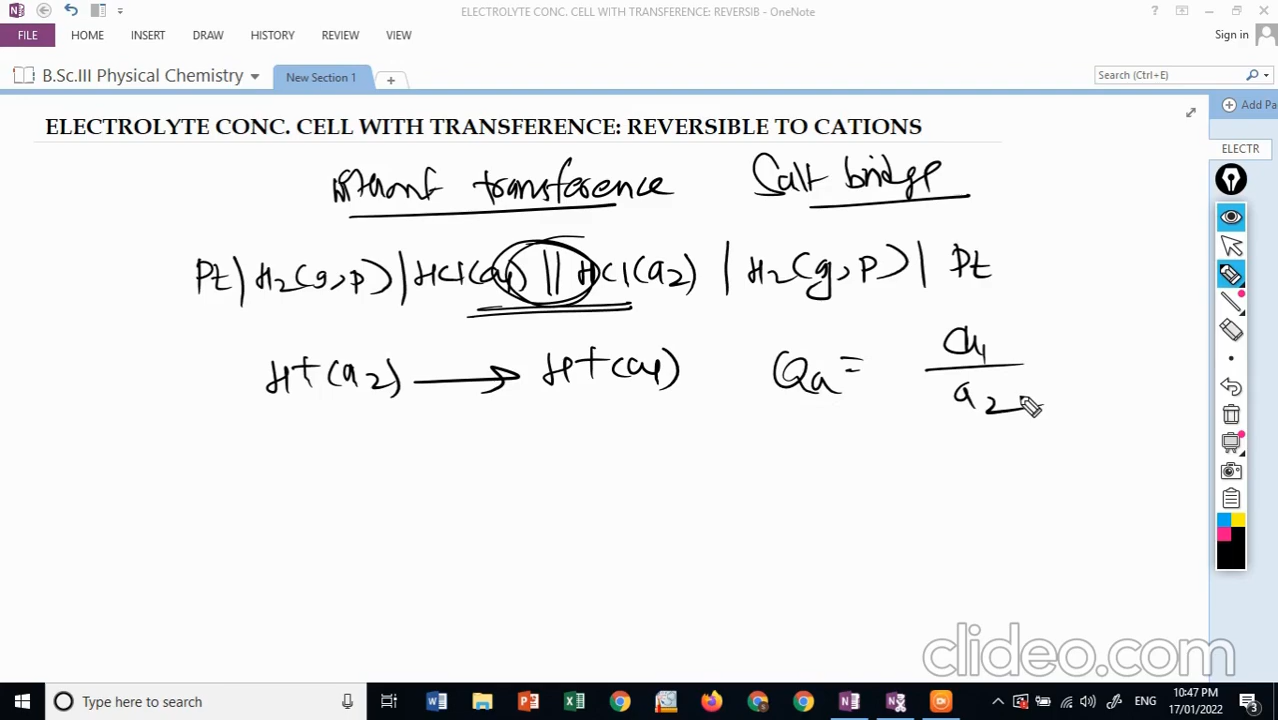 ELECTROLYTE CONC. CELL WITH TRANSFERENCE: REVERSIB - OneNote
? 
Sign in
FILE HOME INSERT DRAW HISTORY REVIEW VIEW
B.Sc.III Physical Chemistry New Section 1 +
Search (Ctrl+E)
Add Pa
ELECTROLYTE CONC. CELL WITH TRANSFERENCE: REVERSIBLE TO CATIONS
ELECTR
transference Salt bridge
Pt | H2(g,p) | HCl(a1) || HCl(a2) | H2(g,p) | Pt
H+(a2) ⟶ H+(a1) Qa = a1
a2
clideo.com
Type here to search
ENG
10:47 PM
17/01/2022
3